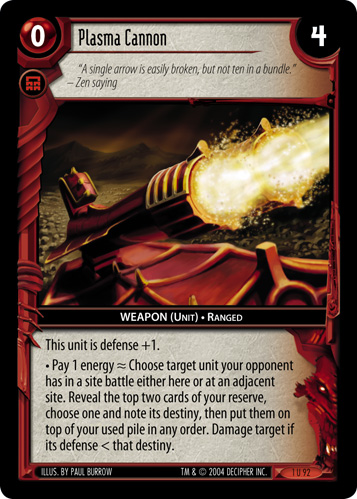 0
Plasma Cannon
4
“A single arrow is easily broken, but not ten in a bundle.”
– Zen saying
WEAPON (UNIT) • RANGED
This unit is defense +1.
• Pay 1 energy ≈ Choose target unit your opponent
has in a site battle either here or at an adjacent
site. Reveal the top two cards of your reserve,
choose one and note its destiny, then put them on
top of your used pile in any order. Damage target if
its defense < that destiny.
ILLUS. BY PAUL BURROW
TM & © 2004 DECIPHER INC.
1 U 92